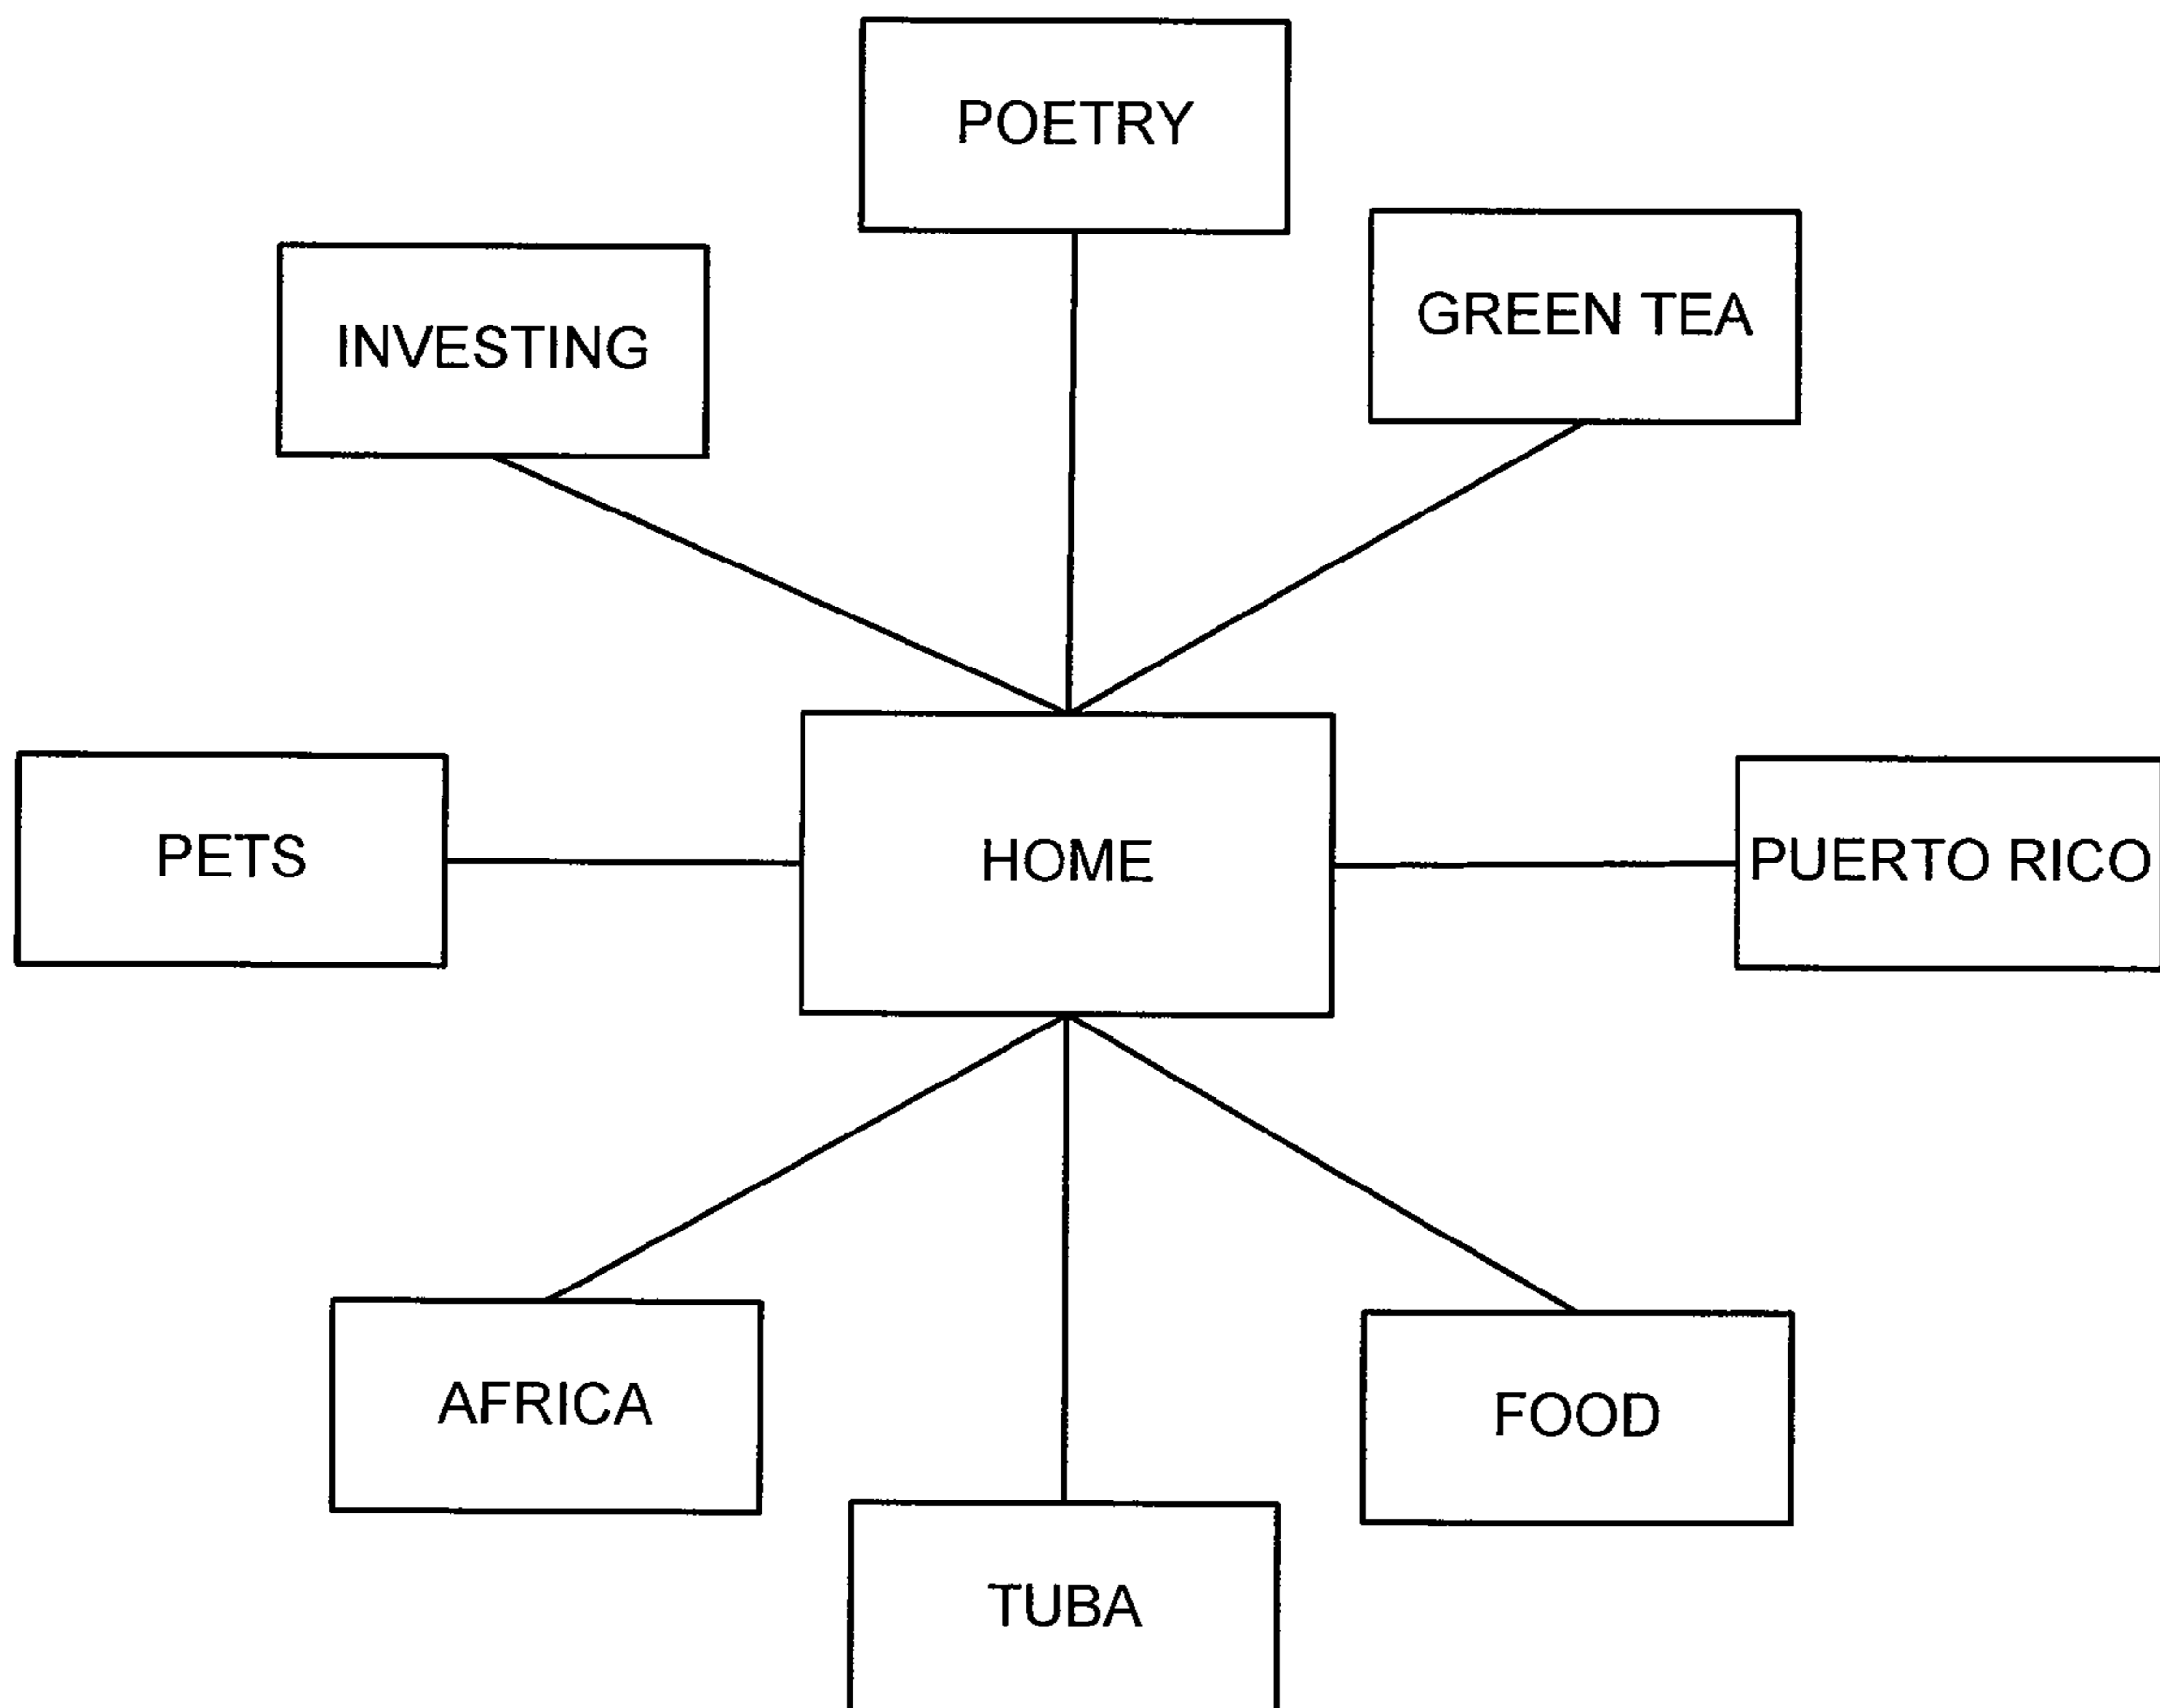 POETRY
GREEN TEA
INVESTING
PETS
HOME
PUERTO RICO
AFRICA
FOOD
TUBA